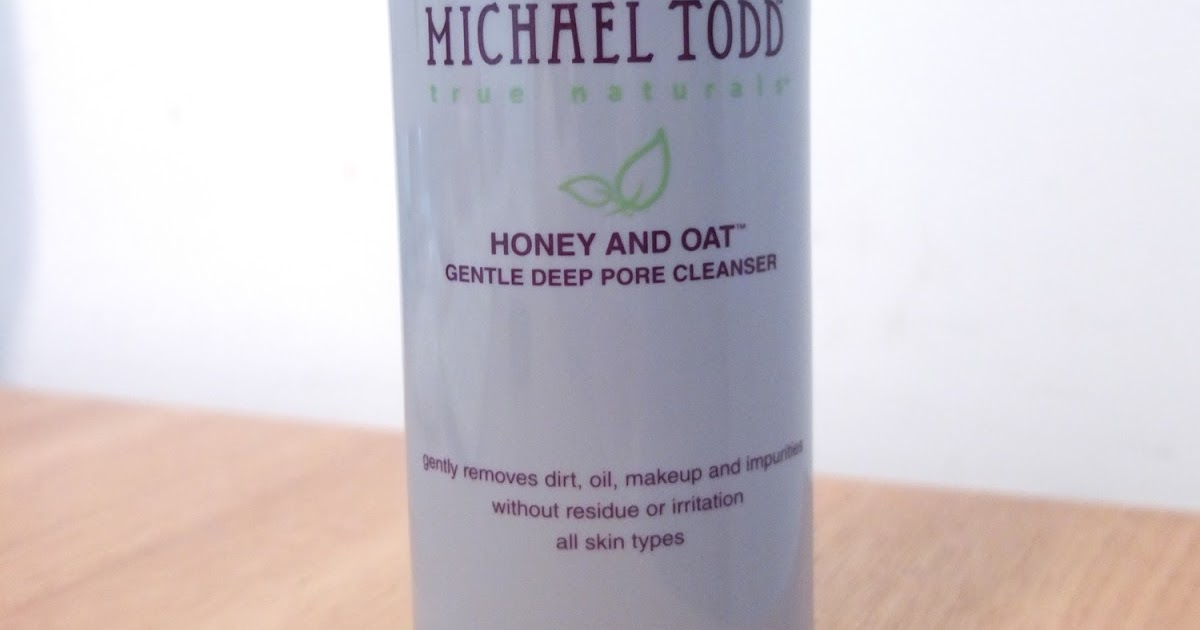 MICHAEL TODD™
true naturals®
HONEY AND OAT™
GENTLE DEEP PORE CLEANSER
gently removes dirt, oil, makeup and impurities
without residue or irritation
all skin types